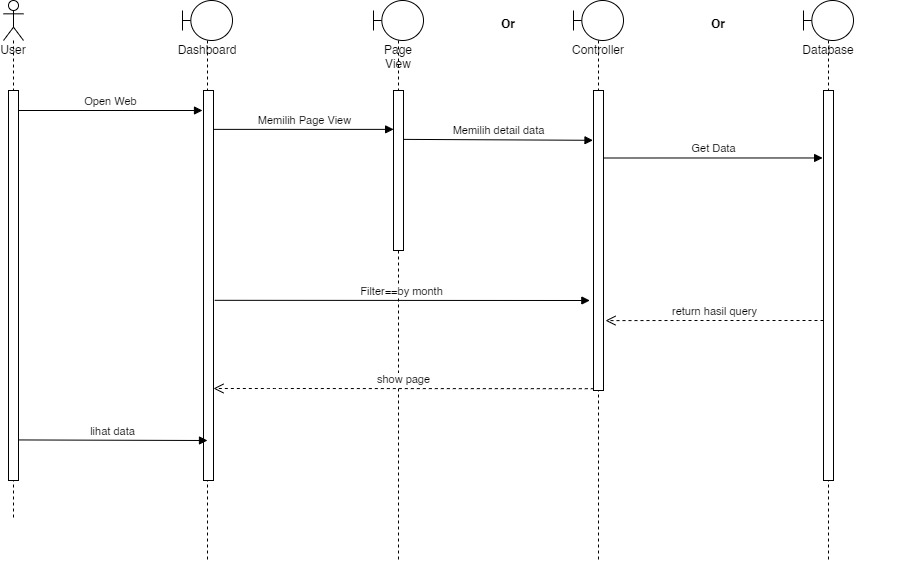 Or
Or
User
Dashboard
Page
View
Controller
Database
Open Web
Memilih Page View
Memilih detail data
Get Data
Filter==by month
return hasil query
show page
lihat data